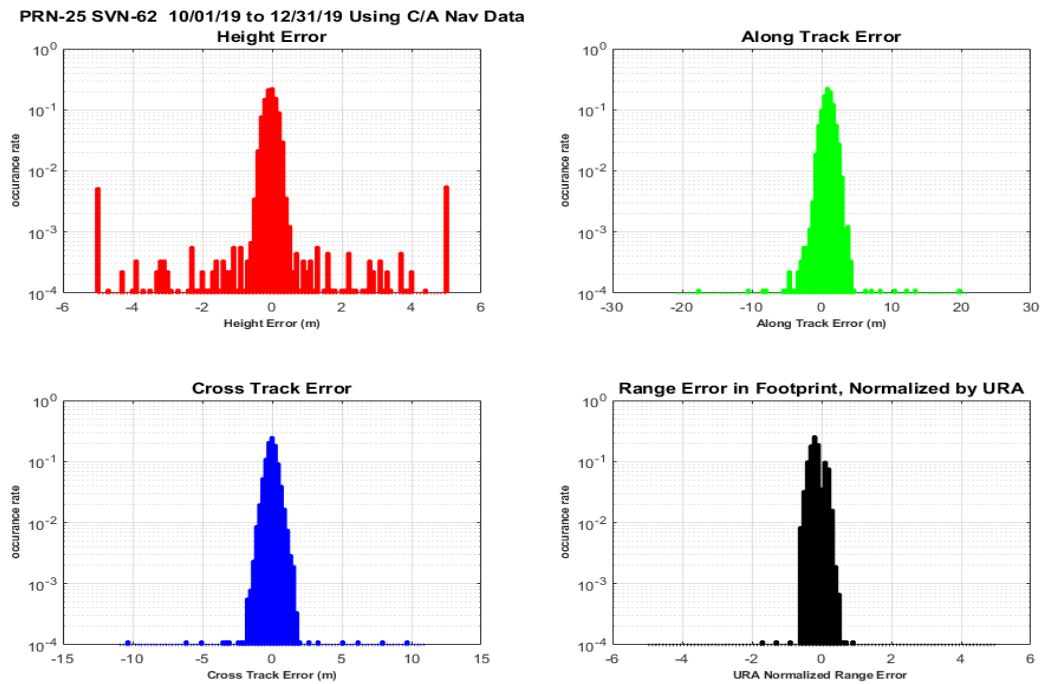 PRN-25 SVN-62 10/01/19 to 12/31/19 Using C/A Nav Data
Height Error
10^0
10^-1
10^-2
10^-3
10^-4
occurance rate
-6 -4 -2 0 2 4 6
Height Error (m)
Along Track Error
10^0
10^-1
10^-2
10^-3
10^-4
occurance rate
-30 -20 -10 0 10 20 30
Along Track Error (m)
Cross Track Error
10^0
10^-1
10^-2
10^-3
10^-4
occurance rate
-15 -10 -5 0 5 10 15
Cross Track Error (m)
Range Error in Footprint, Normalized by URA
10^0
10^-1
10^-2
10^-3
10^-4
occurance rate
-6 -4 -2 0 2 4 6
URA Normalized Range Error